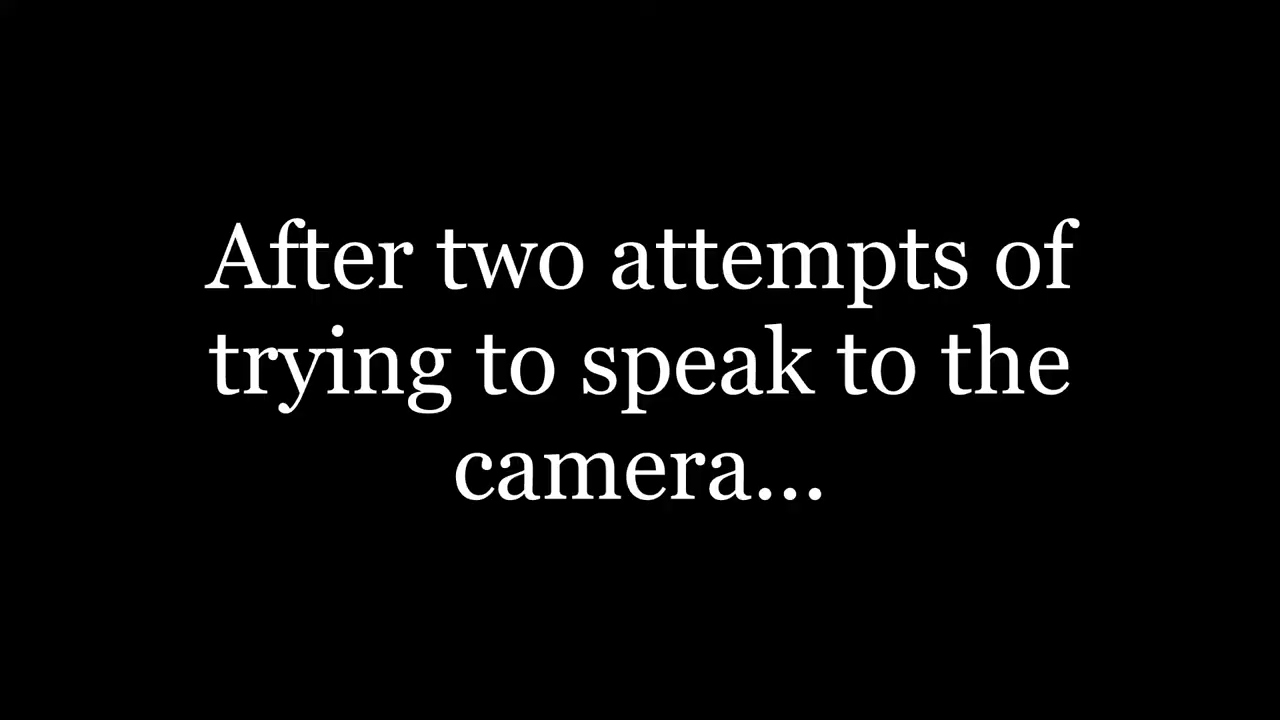 After two attempts of
trying to speak to the
camera...